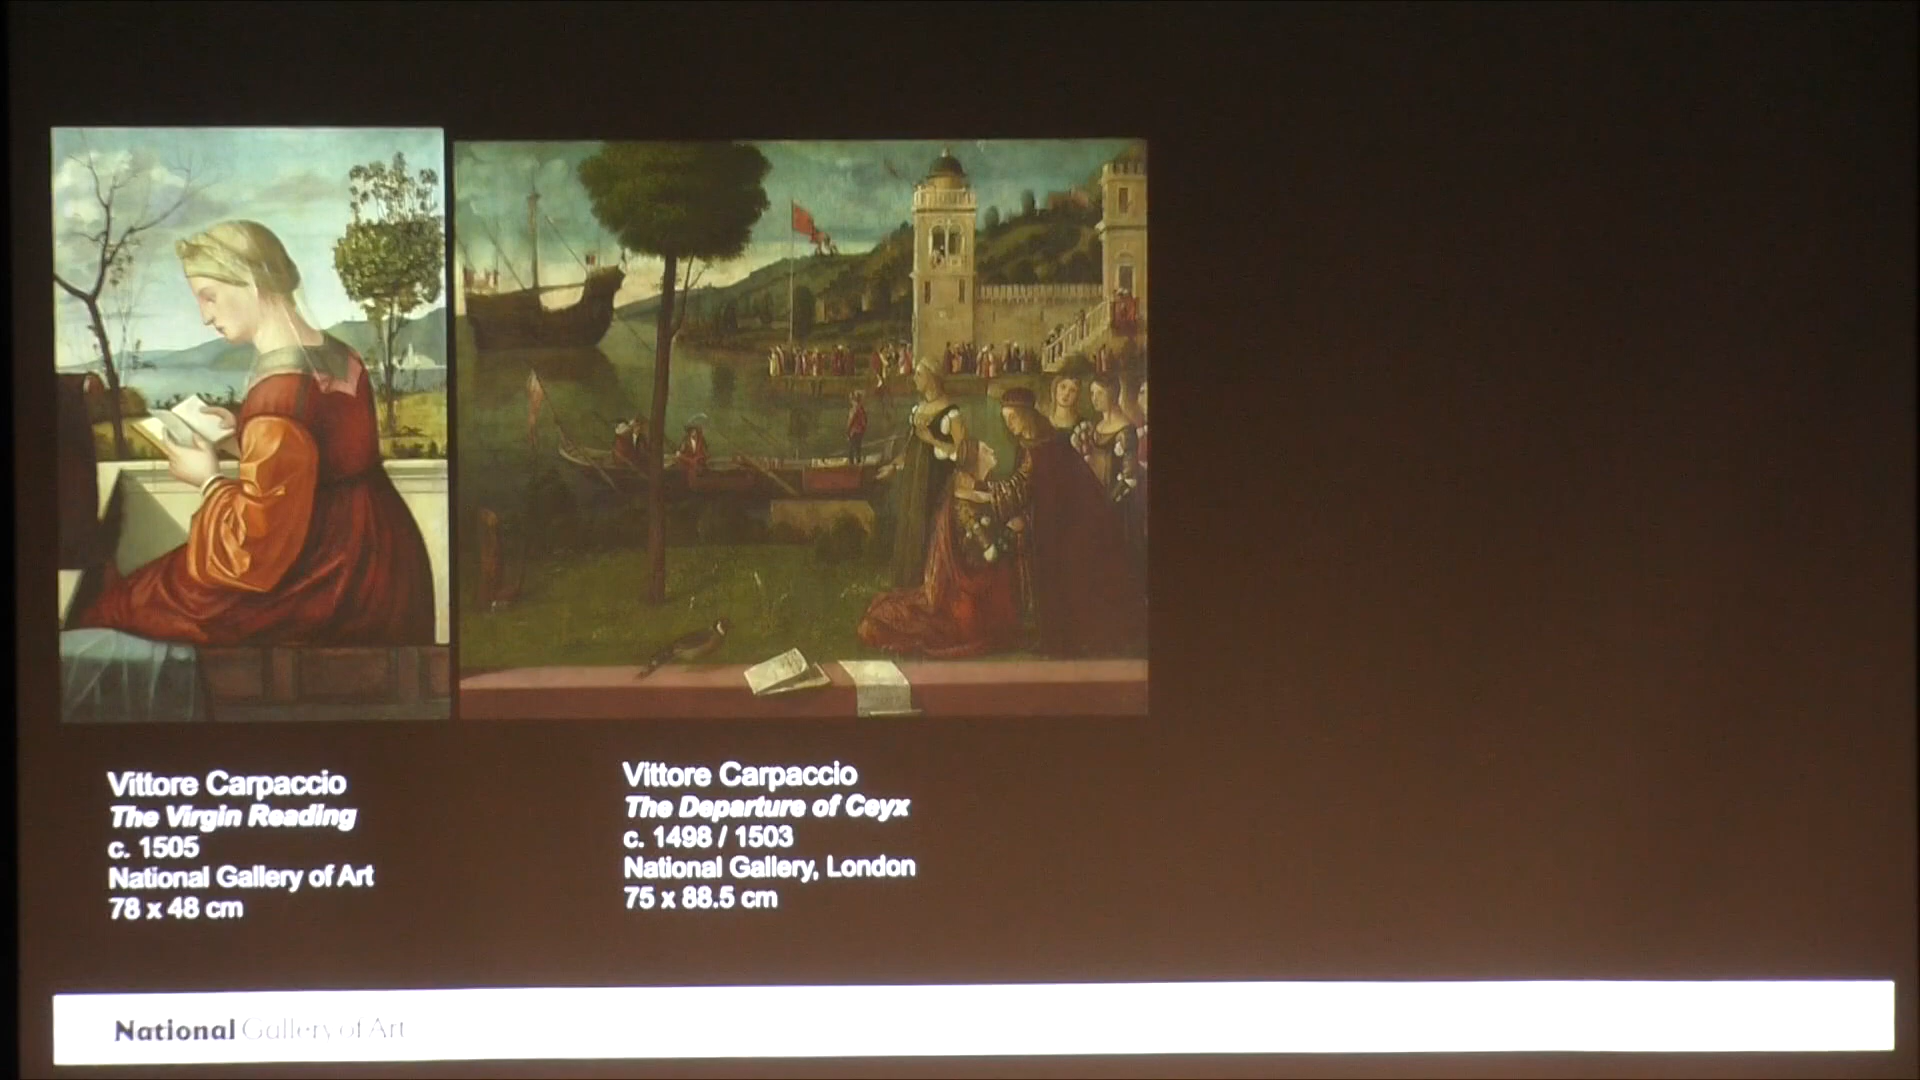 Vittore Carpaccio
The Virgin Reading
c. 1505
National Gallery of Art
78 x 48 cm
Vittore Carpaccio
The Departure of Ceyx
c. 1498 / 1503
National Gallery, London
75 x 88.5 cm
National Gallery of Art